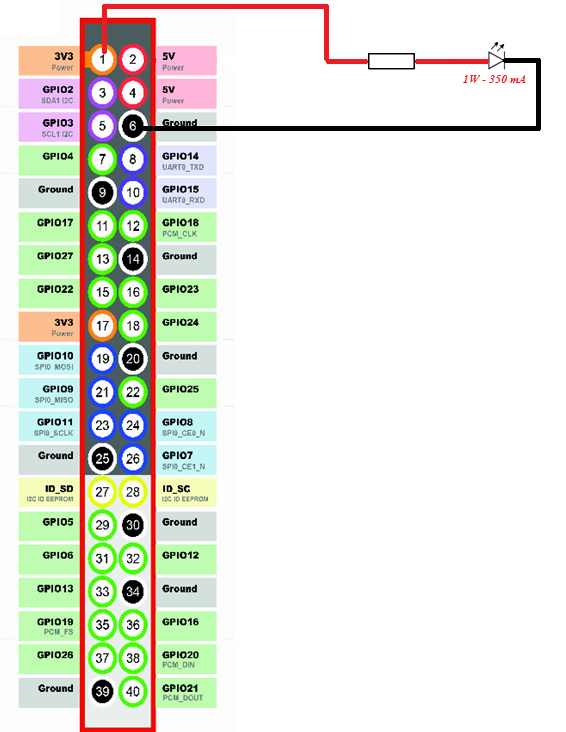 3V3 Power 1 2 5V Power
GPIO2 SDA1 I2C 3 4 5V Power
GPIO3 SCL1 I2C 5 6 Ground
GPIO4 7 8 GPIO14 UART0_TXD
Ground 9 10 GPIO15 UART0_RXD
GPIO17 11 12 GPIO18 PCM_CLK
GPIO27 13 14 Ground
GPIO22 15 16 GPIO23
3V3 Power 17 18 GPIO24
GPIO10 SPI0_MOSI 19 20 Ground
GPIO9 SPI0_MISO 21 22 GPIO25
GPIO11 SPI0_SCLK 23 24 GPIO8 SPI0_CE0_N
Ground 25 26 GPIO7 SPI0_CE1_N
ID_SD I2C ID EEPROM 27 28 ID_SC I2C ID EEPROM
GPIO5 29 30 Ground
GPIO6 31 32 GPIO12
GPIO13 33 34 Ground
GPIO19 PCM_FS 35 36 GPIO16
GPIO26 37 38 GPIO20 PCM_DIN
Ground 39 40 GPIO21 PCM_DOUT
1W - 350 mA